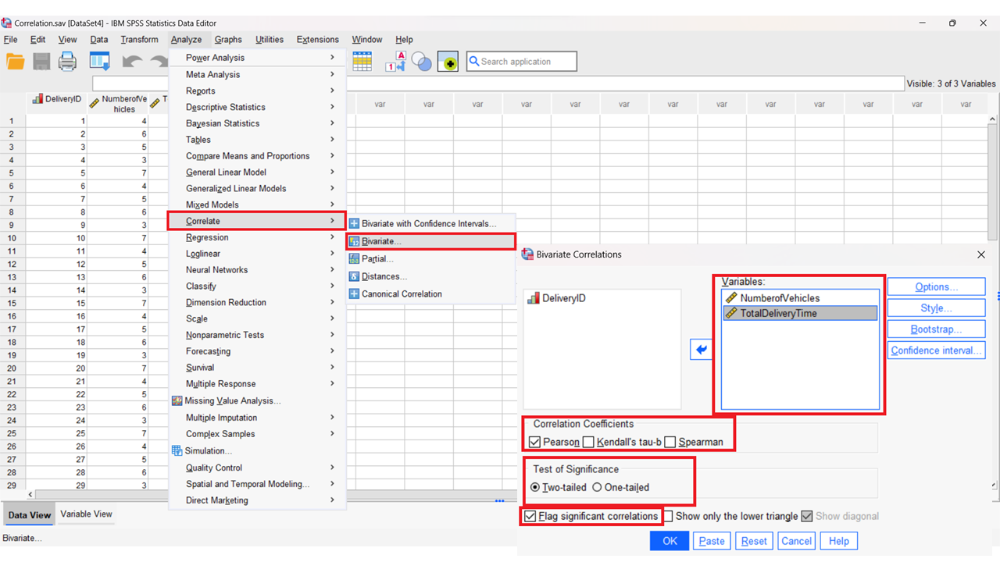 Correlation.sav [DataSet4] - IBM SPSS Statistics Data Editor
File Edit View Data Transform Analyze Graphs Utilities Extensions Window Help
Search application
Visible: 3 of 3 Variables
DeliveryID NumberofVe T var var var var var var var var var var var var var
hicles
1 1 4
2 2 6
3 3 5
4 4 3
5 5 7
6 6 4
7 7 5
8 8 6
9 9 3
10 10 7
11 11 4
12 12 5
13 13 6
14 14 3
15 15 7
16 16 4
17 17 5
18 18 6
19 19 3
20 20 7
21 21 4
22 22 5
23 23 6
24 24 3
25 25 7
26 26 4
27 27 5
28 28 6
29 29 3
Power Analysis
Meta Analysis
Reports
Descriptive Statistics
Bayesian Statistics
Tables
Compare Means and Proportions
General Linear Model
Generalized Linear Models
Mixed Models
Correlate
Regression
Loglinear
Neural Networks
Classify
Dimension Reduction
Scale
Nonparametric Tests
Forecasting
Survival
Multiple Response
Missing Value Analysis...
Multiple Imputation
Complex Samples
Simulation...
Quality Control
Spatial and Temporal Modeling...
Direct Marketing
Bivariate with Confidence Intervals...
Bivariate...
Partial...
Distances...
Canonical Correlation
Bivariate Correlations
DeliveryID
Variables:
NumberofVehicles
TotalDeliveryTime
Options...
Style...
Bootstrap...
Confidence interval...
Correlation Coefficients
Pearson Kendall's tau-b Spearman
Test of Significance
Two-tailed One-tailed
Flag significant correlations Show only the lower triangle Show diagonal
OK Paste Reset Cancel Help
Data View Variable View
Bivariate...